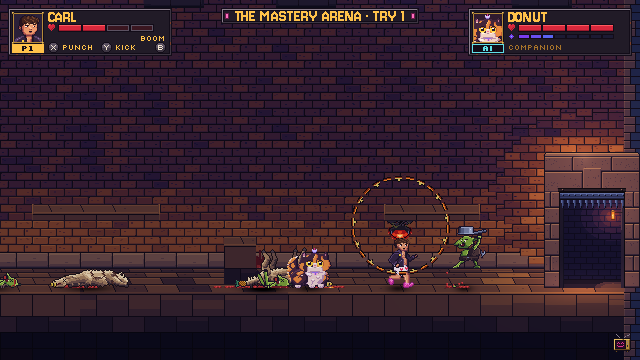 CARL
P1
X PUNCH Y KICK
BOOM
B
THE MASTERY ARENA · TRY 1
DONUT
AI
COMPANION